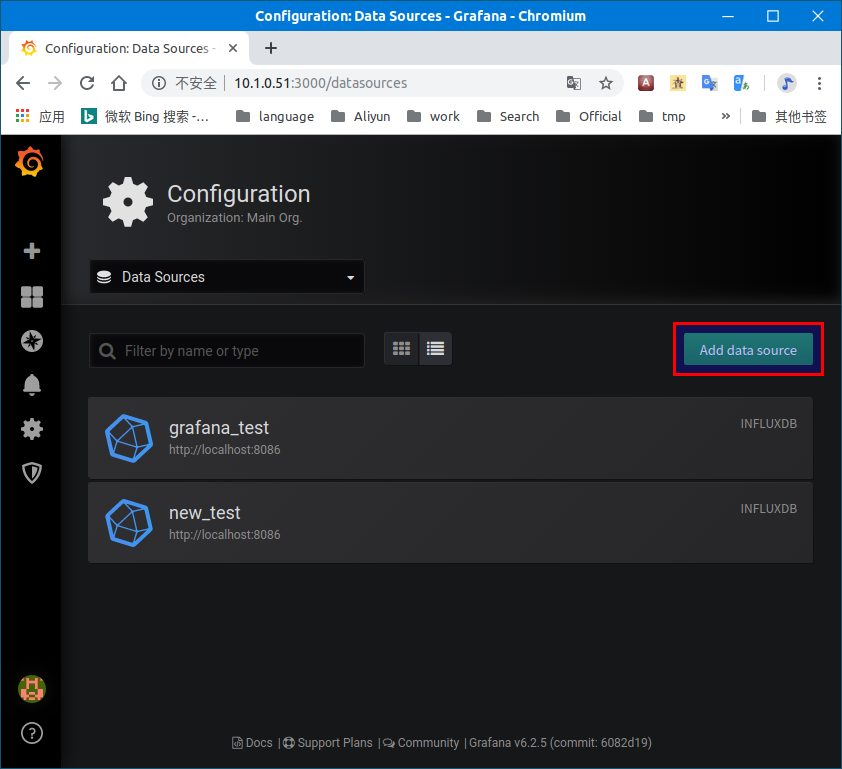 Configuration: Data Sources - Grafana - Chromium
Configuration: Data Sources -
不安全 10.1.0.51:3000/datasources
应用 微软 Bing 搜索 -... language Aliyun work Search Official tmp » 其他书签
Configuration
Organization: Main Org.
Data Sources
Filter by name or type
Add data source
grafana_test INFLUXDB
http://localhost:8086
new_test INFLUXDB
http://localhost:8086
Docs | Support Plans | Community | Grafana v6.2.5 (commit: 6082d19)